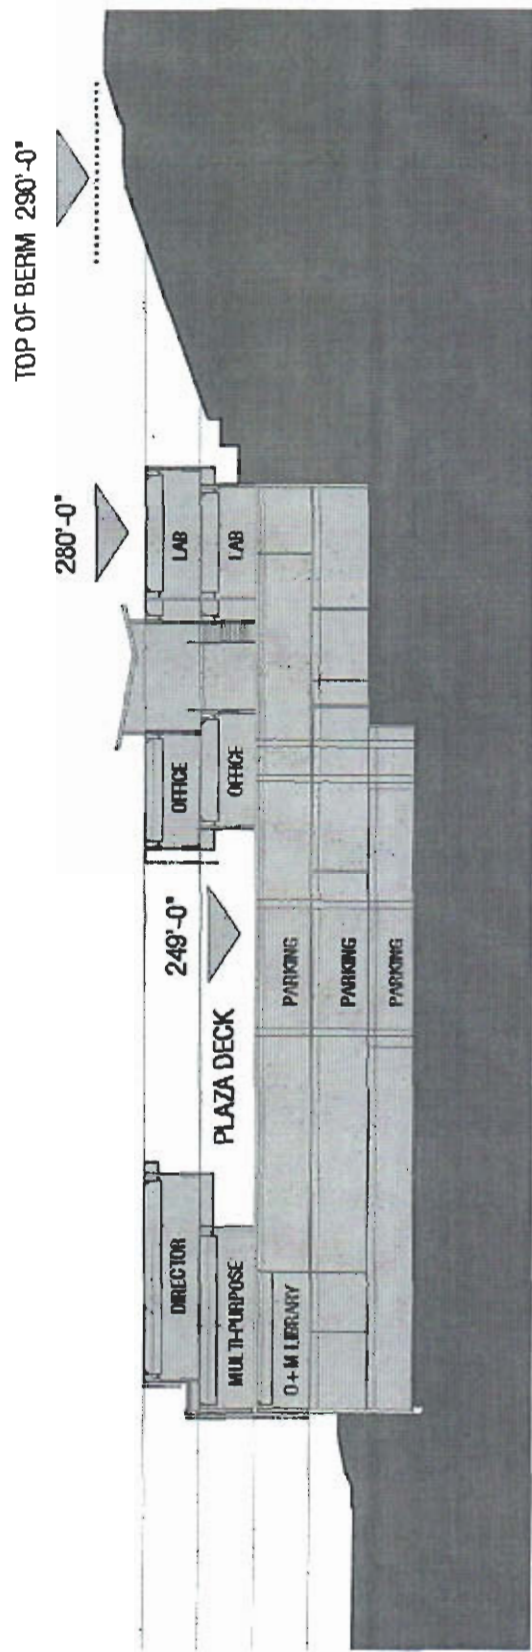 TOP OF BERM 290'-0"
280'-0"
249'-0"
PLAZA DECK
DIRECTOR
OFFICE
LAB
MULTI-PURPOSE
OFFICE
LAB
O+M LIBRARY
PARKING
PARKING
PARKING